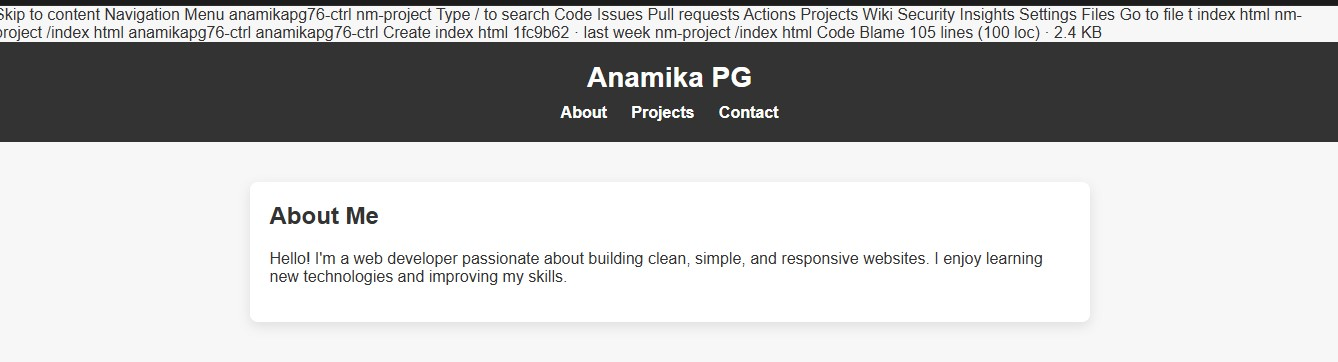 Skip to content Navigation Menu anamikapg76-ctrl nm-project Type / to search Code Issues Pull requests Actions Projects Wiki Security Insights Settings Files Go to file t index html nm-
project /index html anamikapg76-ctrl anamikapg76-ctrl Create index html 1fc9b62 · last week nm-project /index html Code Blame 105 lines (100 loc) · 2.4 KB
Anamika PG
About Projects Contact
About Me
Hello! I'm a web developer passionate about building clean, simple, and responsive websites. I enjoy learning
new technologies and improving my skills.